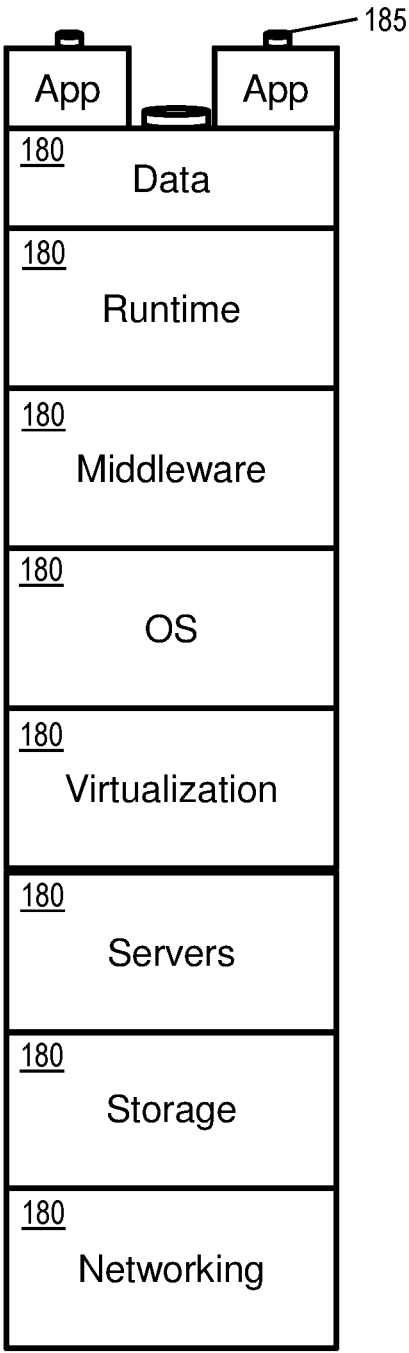 185
App App
180
Data
180
Runtime
180
Middleware
180
OS
180
Virtualization
180
Servers
180
Storage
180
Networking